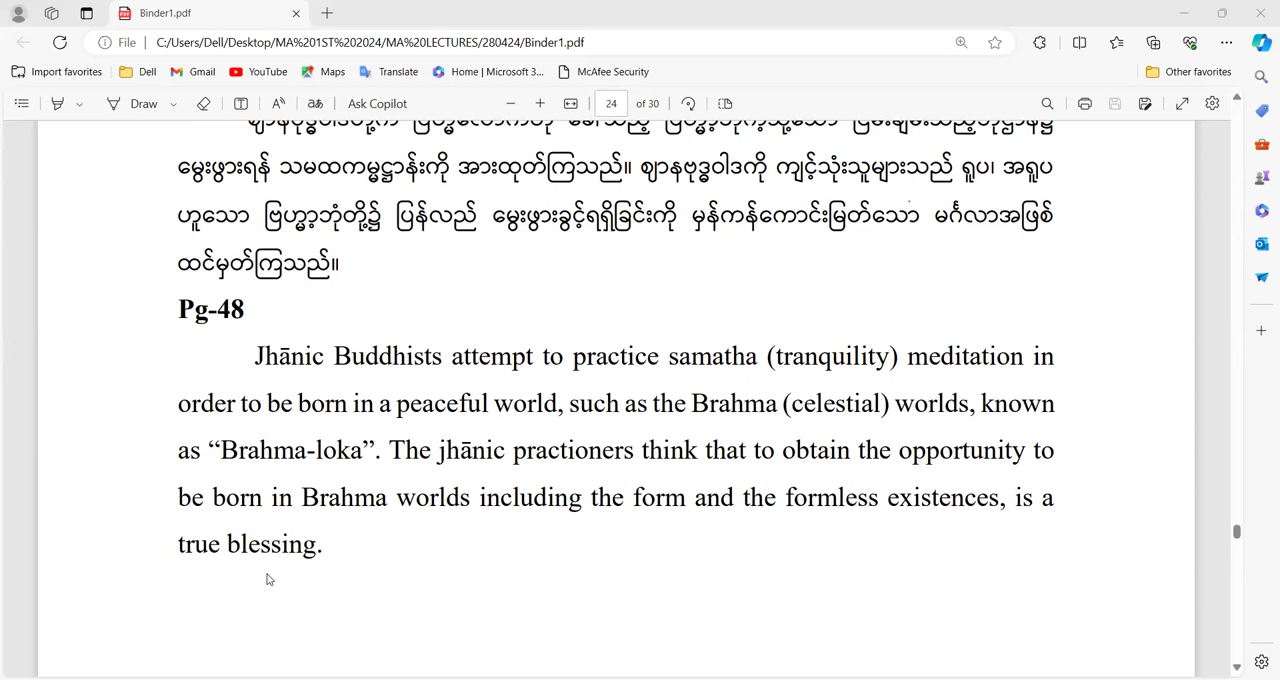 Binder1.pdf
File C:/Users/Dell/Desktop/MA%201ST%202024/MA%20LECTURES/280424/Binder1.pdf
Import favorites Dell Gmail YouTube Maps Translate Home | Microsoft 3... McAfee Security Other favorites
Draw aあ Ask Copilot 24 of 30
မွေးဖွားရန် သမထကမ္မဋ္ဌာန်းကို အားထုတ်ကြသည်။ ဈာနဗုဒ္ဓဝါဒကို ကျင့်သုံးသူများသည် ရူပ၊ အရူပ
ဟူသော ဗြဟ္မာ့ဘုံတို့၌ ပြန်လည် မွေးဖွားခွင့်ရရှိခြင်းကို မှန်ကန်ကောင်းမြတ်သော မင်္ဂလာအဖြစ်
ထင်မှတ်ကြသည်။
Pg-48
Jhānic Buddhists attempt to practice samatha (tranquility) meditation in
order to be born in a peaceful world, such as the Brahma (celestial) worlds, known
as “Brahma-loka”. The jhānic practioners think that to obtain the opportunity to
be born in Brahma worlds including the form and the formless existences, is a
true blessing.